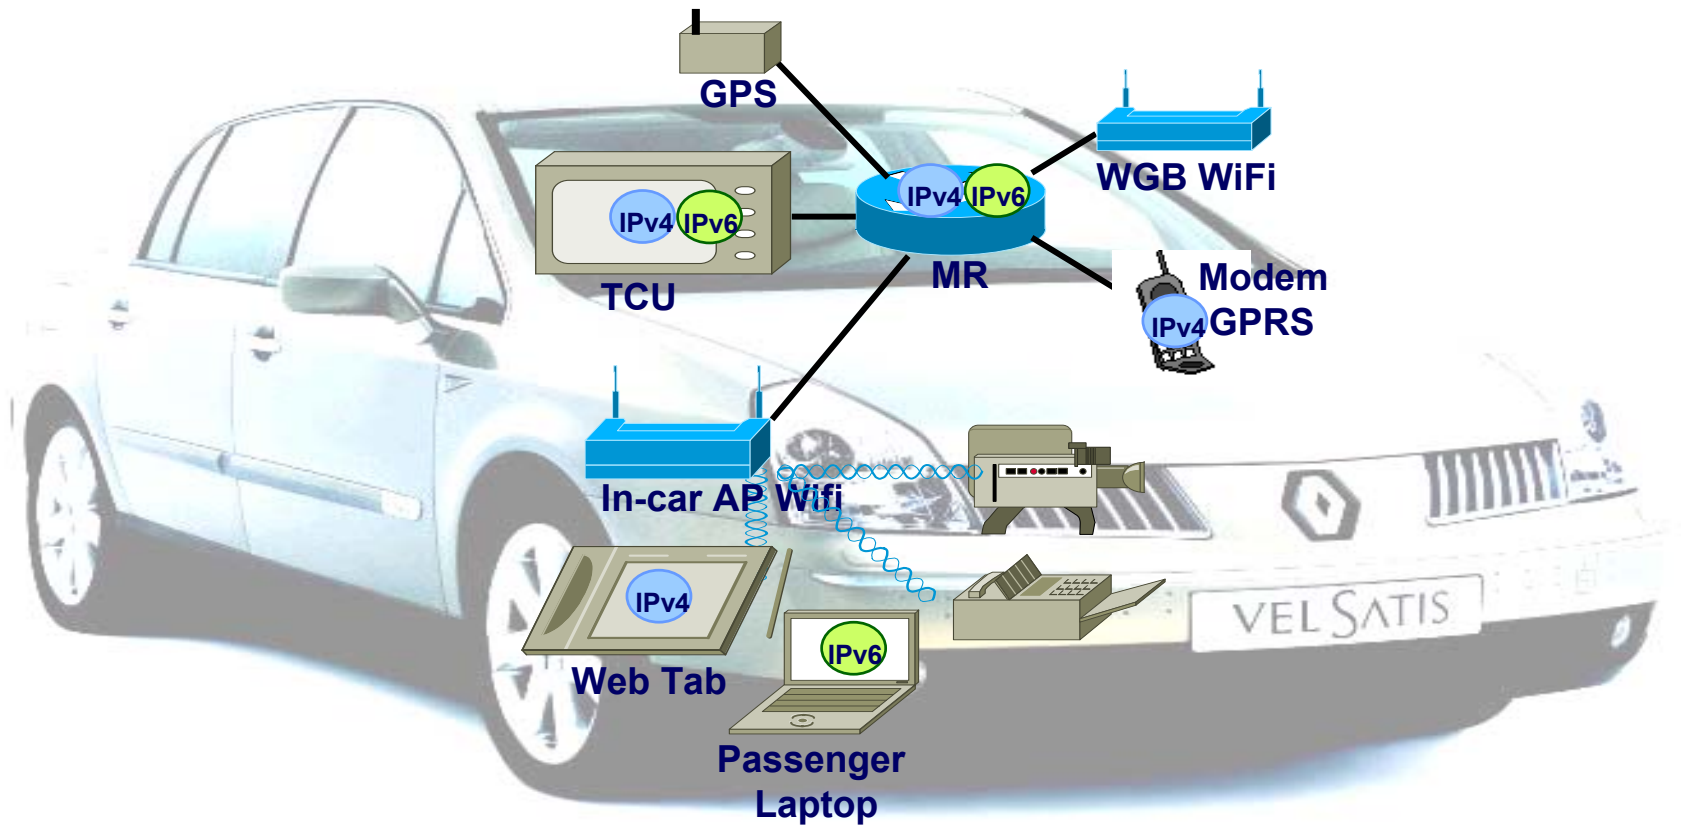 GPS
WGB WiFi
IPv4 IPv6
IPv4 IPv6
MR
TCU
Modem
GPRS
IPv4
In-car AP Wifi
IPv4
Web Tab
IPv6
Passenger
Laptop
VEL SATIS